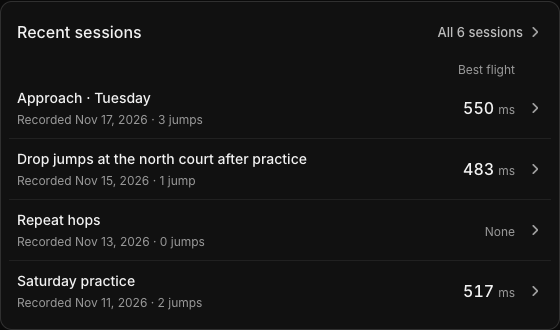 Recent sessions
All 6 sessions
Best flight
Approach · Tuesday
550 ms
Recorded Nov 17, 2026 · 3 jumps
Drop jumps at the north court after practice
483 ms
Recorded Nov 15, 2026 · 1 jump
Repeat hops
None
Recorded Nov 13, 2026 · 0 jumps
Saturday practice
517 ms
Recorded Nov 11, 2026 · 2 jumps